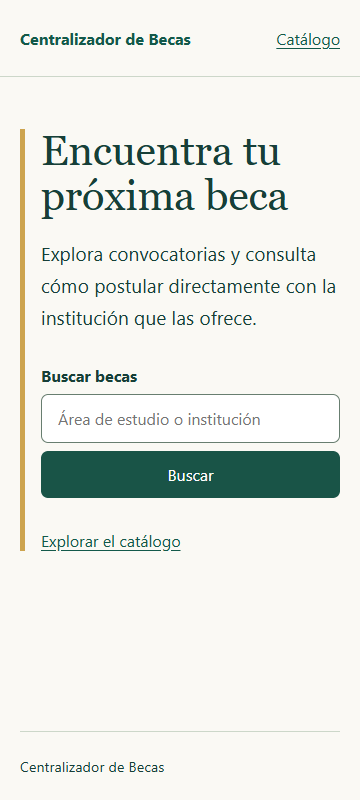 Centralizador de Becas
Catálogo
Encuentra tu
próxima beca
Explora convocatorias y consulta
cómo postular directamente con la
institución que las ofrece.
Buscar becas
Área de estudio o institución
Buscar
Explorar el catálogo
Centralizador de Becas